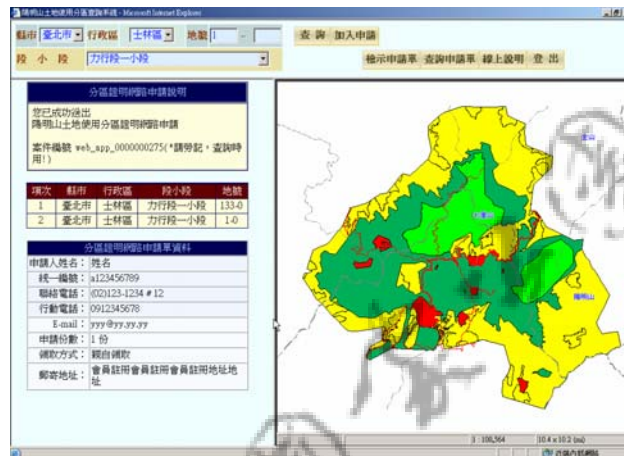 陽明山土地使用分區查詢系統 - Microsoft Internet Explorer
縣市 臺北市 行政區 士林區 地號 1 -
查 詢 加入申請
段 小 段 力行段一小段
檢示申請單 查詢申請單 線上說明 登 出
分區證明網路申請說明
您已成功送出
陽明山土地使用分區證明網路申請
案件編號 web_app_0000000275(*請勞記，查詢時
用!)
項次 縣市 行政區 段小段 地號
1 臺北市 士林區 力行段一小段 133-0
2 臺北市 士林區 力行段一小段 1-0
分區證明網路申請單資料
申請人姓名： 姓名
統一編號： a123456789
聯絡電話： (02)123-1234 # 12
行動電話： 0912345678
E-mail： yyy@yy.yy.yy
申請份數： 1 份
領取方式： 親自領取
郵寄地址： 會員註冊會員註冊會員註冊地址地
址
陽明山
1 : 100,564
10.4 x 10.2 (mi)
近端內部網路